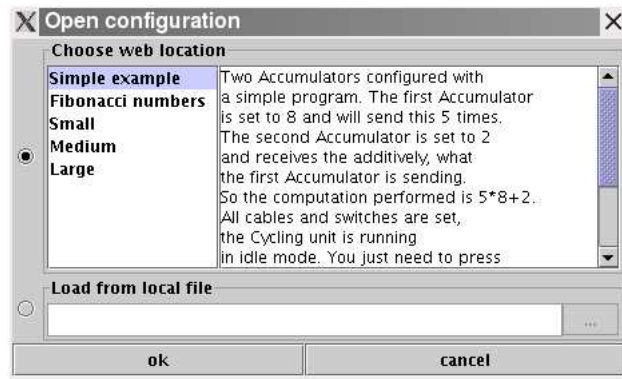 Open configuration
Choose web location
Simple example
Fibonacci numbers
Small
Medium
Large
Two Accumulators configured with
a simple program. The first Accumulator
is set to 8 and will send this 5 times.
The second Accumulator is set to 2
and receives the additively, what
the first Accumulator is sending.
So the computation performed is 5*8+2.
All cables and switches are set,
the Cycling unit is running
in idle mode. You just need to press
Load from local file
...
ok
cancel